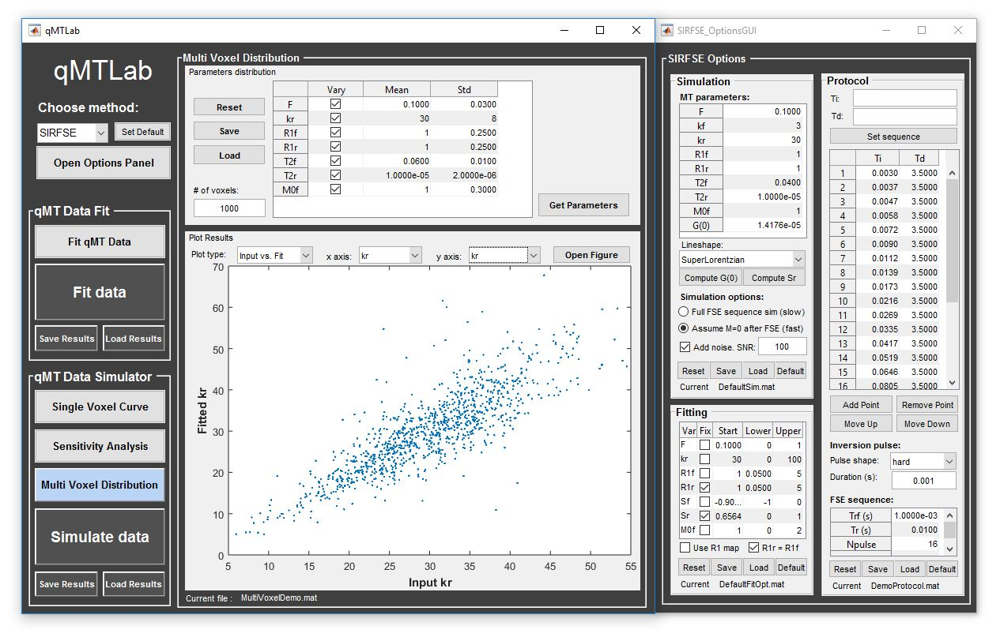 qMTLab
qMTLab
Choose method:
SIRFSE
Set Default
Open Options Panel
qMT Data Fit
Fit qMT Data
Fit data
Save Results
Load Results
qMT Data Simulator
Single Voxel Curve
Sensitivity Analysis
Multi Voxel Distribution
Simulate data
Save Results
Load Results
Multi Voxel Distribution
Parameters distribution
Reset
Save
Load
# of voxels:
1000
Vary Mean Std
F 0.1000 0.0300
kr 30 8
R1f 1 0.2500
R1r 1 0.2500
T2f 0.0600 0.0100
T2r 1.0000e-05 2.0000e-06
M0f 1 0.3000
Get Parameters
Plot Results
Plot type: Input vs. Fit x axis: kr y axis: kr Open Figure
70
60
50
40
30
20
10
0
Fitted kr
5 10 15 20 25 30 35 40 45 50 55
Input kr
Current file : MultiVoxelDemo.mat
SIRFSE_OptionsGUI
SIRFSE Options
Simulation
MT parameters:
F 0.1000
kf 3
kr 30
R1f 1
R1r 1
T2f 0.0400
T2r 1.0000e-05
M0f 1
G(0) 1.4176e-05
Lineshape:
SuperLorentzian
Compute G(0) Compute Sr
Simulation options:
Full FSE sequence sim (slow)
Assume M=0 after FSE (fast)
Add noise. SNR: 100
Reset Save Load Default
Current DefaultSim.mat
Fitting
Var Fix Start Lower Upper
F 0.1000 0 1
kr 30 0 100
R1f 1 0.0500 5
R1r 1 0.0500 5
Sf -0.90... -1 0
Sr 0.6564 0 1
M0f 1 0 2
Use R1 map R1r = R1f
Reset Save Load Default
Current DefaultFitOpt.mat
Protocol
Ti:
Td:
Set sequence
Ti Td
1 0.0030 3.5000
2 0.0037 3.5000
3 0.0047 3.5000
4 0.0058 3.5000
5 0.0072 3.5000
6 0.0090 3.5000
7 0.0112 3.5000
8 0.0139 3.5000
9 0.0173 3.5000
10 0.0216 3.5000
11 0.0269 3.5000
12 0.0335 3.5000
13 0.0417 3.5000
14 0.0519 3.5000
15 0.0646 3.5000
16 0.0805 3.5000
Add Point Remove Point
Move Up Move Down
Inversion pulse:
Pulse shape: hard
Duration (s): 0.001
FSE sequence:
Trf (s) 1.0000e-03
Tr (s) 0.0100
Npulse 16
Reset Save Load Default
Current DemoProtocol.mat